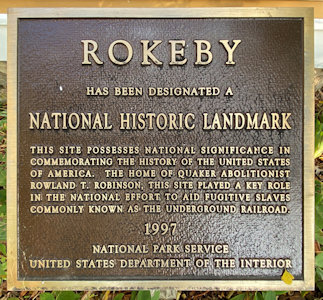 ROKEBY
HAS BEEN DESIGNATED A
NATIONAL HISTORIC LANDMARK
THIS SITE POSSESSES NATIONAL SIGNIFICANCE IN
COMMEMORATING THE HISTORY OF THE UNITED STATES
OF AMERICA. THE HOME OF QUAKER ABOLITIONIST
ROWLAND T. ROBINSON, THIS SITE PLAYED A KEY ROLE
IN THE NATIONAL EFFORT TO AID FUGITIVE SLAVES
COMMONLY KNOWN AS THE UNDERGROUND RAILROAD.
1997
NATIONAL PARK SERVICE
UNITED STATES DEPARTMENT OF THE INTERIOR